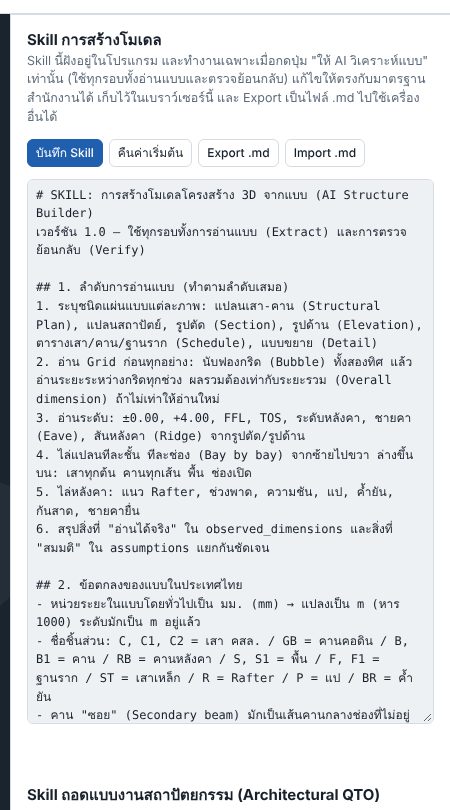 Skill การสร้างโมเดล
Skill นี้ฝังอยู่ในโปรแกรม และทำงานเฉพาะเมื่อกดปุ่ม "ให้ AI วิเคราะห์แบบ"
เท่านั้น (ใช้ทุกรอบทั้งอ่านแบบและตรวจย้อนกลับ) แก้ไขให้ตรงกับมาตรฐาน
สำนักงานได้ เก็บไว้ในเบราว์เซอร์นี้ และ Export เป็นไฟล์ .md ไปใช้เครื่อง
อื่นได้
บันทึก Skill
คืนค่าเริ่มต้น
Export .md
Import .md
# SKILL: การสร้างโมเดลโครงสร้าง 3D จากแบบ (AI Structure
Builder)
เวอร์ชัน 1.0 — ใช้ทุกรอบทั้งการอ่านแบบ (Extract) และการตรวจ
ย้อนกลับ (Verify)
## 1. ลำดับการอ่านแบบ (ทำตามลำดับเสมอ)
1. ระบุชนิดแผ่นแบบแต่ละภาพ: แปลนเสา-คาน (Structural
Plan), แปลนสถาปัตย์, รูปตัด (Section), รูปด้าน (Elevation),
ตารางเสา/คาน/ฐานราก (Schedule), แบบขยาย (Detail)
2. อ่าน Grid ก่อนทุกอย่าง: นับฟองกริด (Bubble) ทั้งสองทิศ แล้ว
อ่านระยะระหว่างกริดทุกช่วง ผลรวมต้องเท่ากับระยะรวม (Overall
dimension) ถ้าไม่เท่าให้อ่านใหม่
3. อ่านระดับ: ±0.00, +4.00, FFL, TOS, ระดับหลังคา, ชายคา
(Eave), สันหลังคา (Ridge) จากรูปตัด/รูปด้าน
4. ไล่แปลนทีละชั้น ทีละช่อง (Bay by bay) จากซ้ายไปขวา ล่างขึ้น
บน: เสาทุกต้น คานทุกเส้น พื้น ช่องเปิด
5. ไล่หลังคา: แนว Rafter, ช่วงพาด, ความชัน, แป, ค้ำยัน,
กันสาด, ชายคายื่น
6. สรุปสิ่งที่ "อ่านได้จริง" ใน observed_dimensions และสิ่งที่
"สมมติ" ใน assumptions แยกกันชัดเจน
## 2. ข้อตกลงของแบบในประเทศไทย
- หน่วยระยะในแบบโดยทั่วไปเป็น มม. (mm) → แปลงเป็น m (หาร
1000) ระดับมักเป็น m อยู่แล้ว
- ชื่อชิ้นส่วน: C, C1, C2 = เสา คสล. / GB = คานคอดิน / B,
B1 = คาน / RB = คานหลังคา / S, S1 = พื้น / F, F1 =
ฐานราก / ST = เสาเหล็ก / R = Rafter / P = แป / BR = ค้ำ
ยัน
- คาน "ซอย" (Secondary beam) มักเป็นเส้นคานกลางช่องที่ไม่อยู่
Skill ถอดแบบงานสถาปัตยกรรม (Architectural QTO)